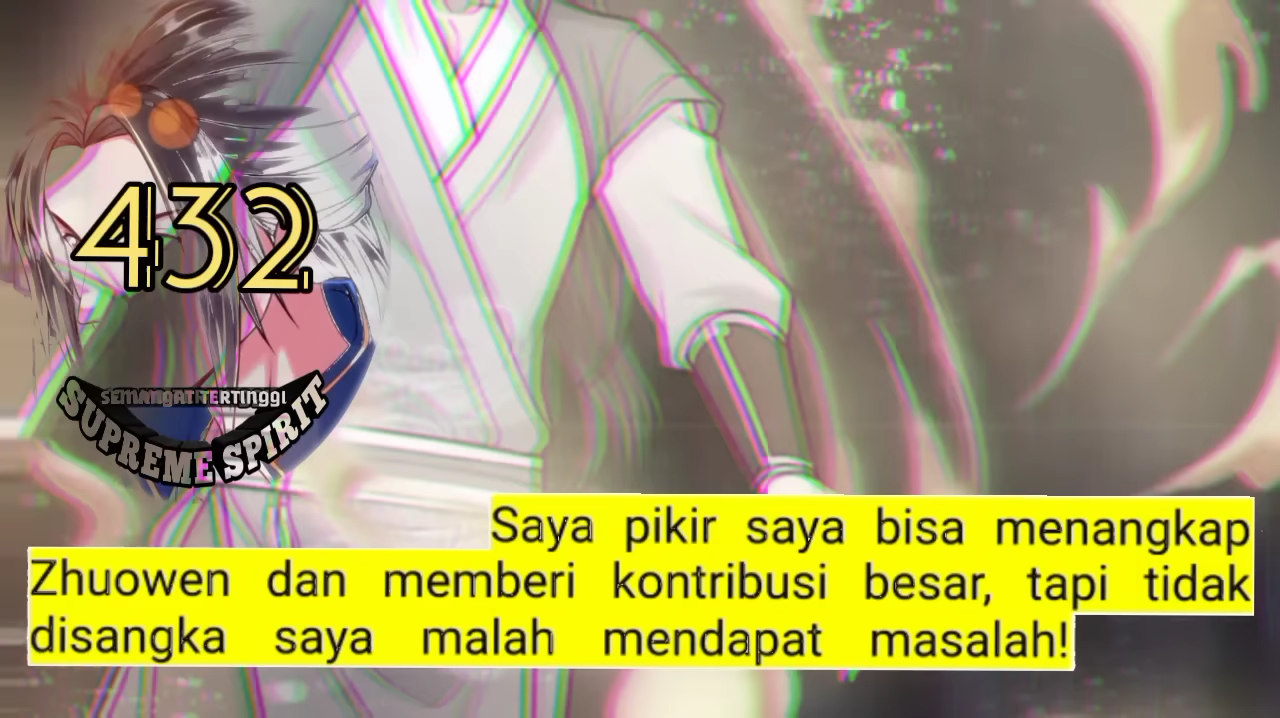 432
SEMANGAT TERTINGGI
SUPREME SPIRIT
Saya pikir saya bisa menangkap
Zhuowen dan memberi kontribusi besar, tapi tidak
disangka saya malah mendapat masalah!